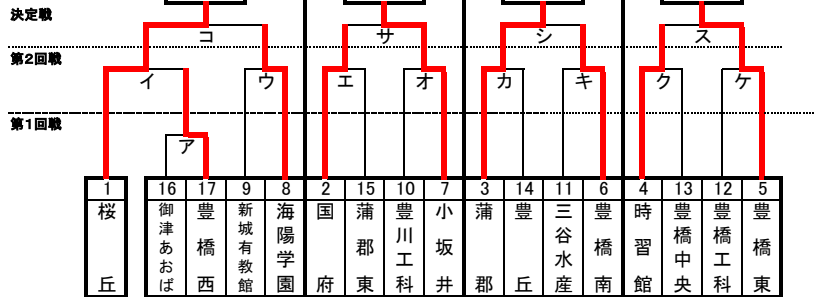 決定戦
コ サ シ ス
第2回戦
イ ウ エ オ カ キ ク ケ
第1回戦
ア
1 16 17 9 8 2 15 10 7 3 14 11 6 4 13 12 5
桜丘 御津あおば 豊橋西 新城有教館 海陽学園 国府 蒲郡東 豊川工科 小坂井 蒲郡 豊丘 三谷水産 豊橋南 時習館 豊橋中央 豊橋工科 豊橋東